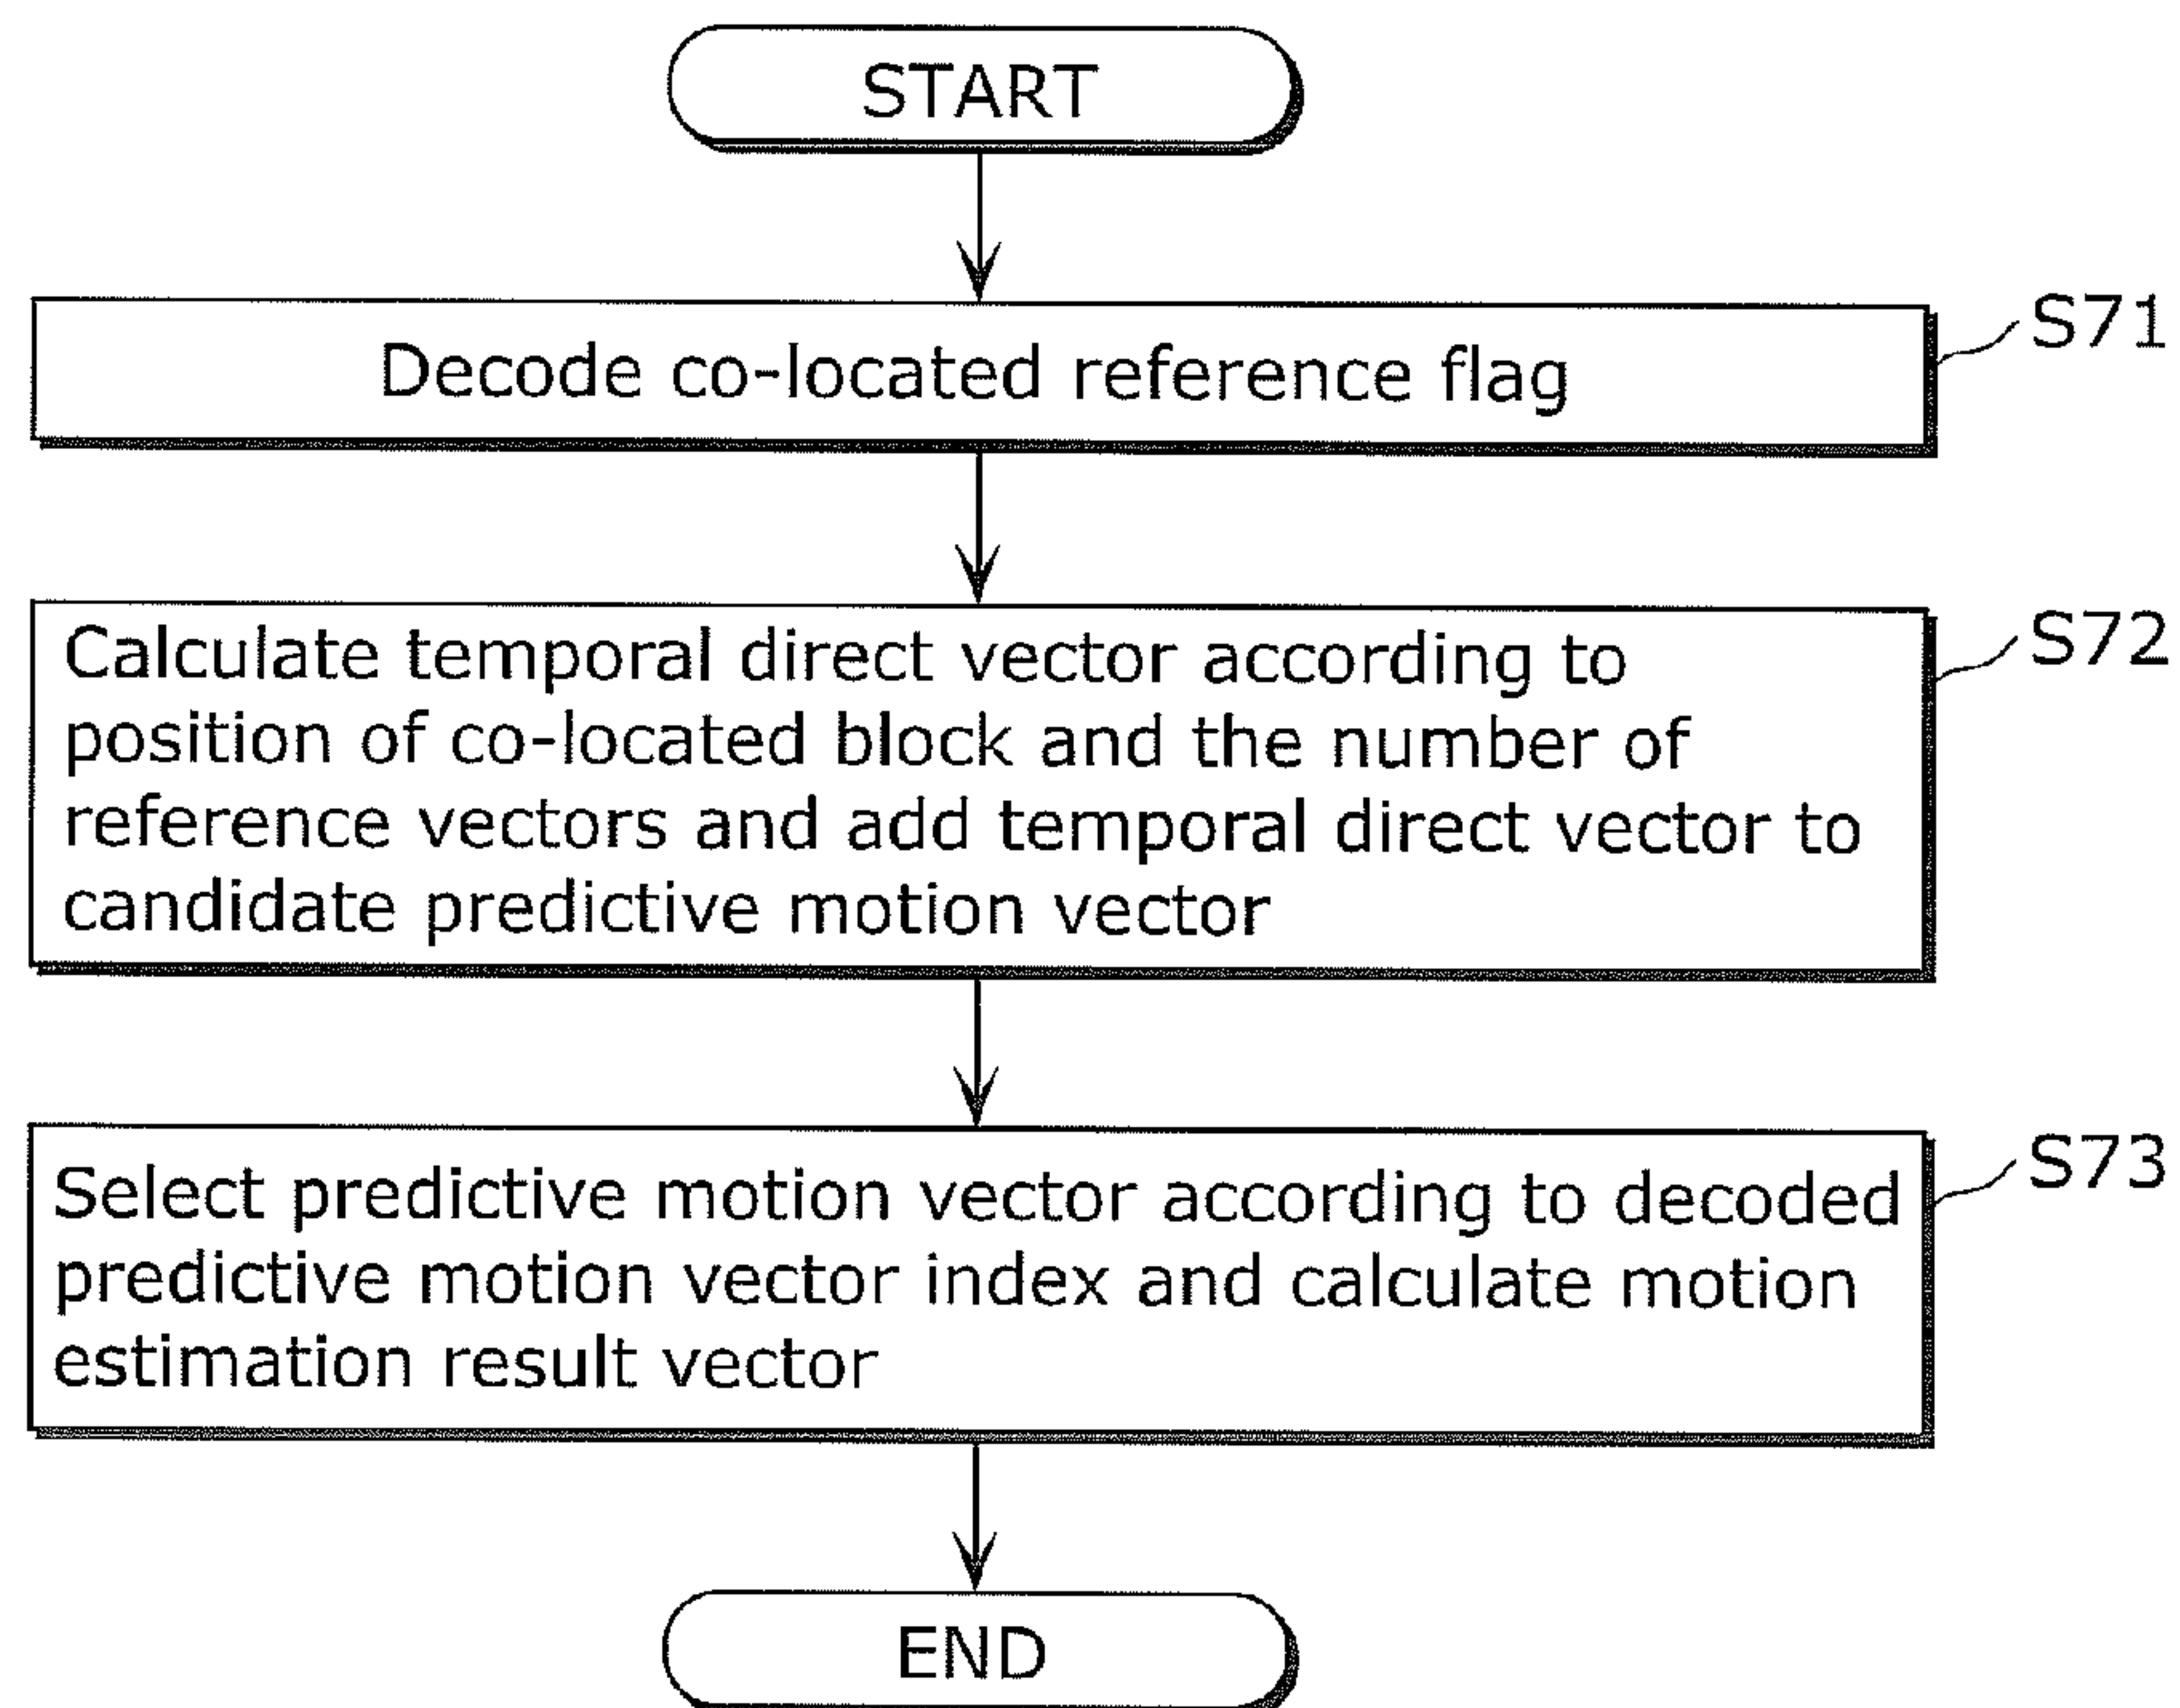 START
Decode co-located reference flag
S71
Calculate temporal direct vector according to
position of co-located block and the number of
reference vectors and add temporal direct vector to
candidate predictive motion vector
S72
Select predictive motion vector according to decoded
predictive motion vector index and calculate motion
estimation result vector
S73
END